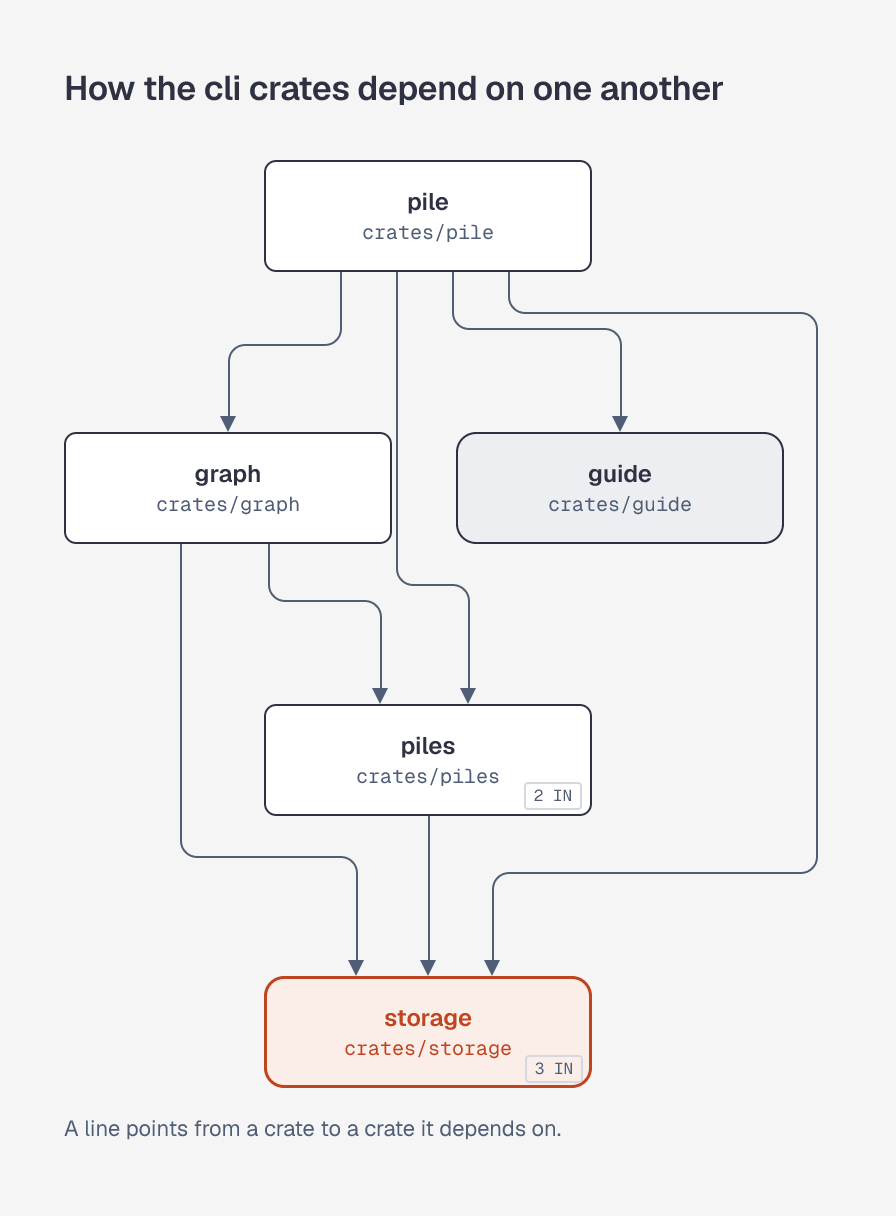 How the cli crates depend on one another
pile
crates/pile
graph
crates/graph
guide
crates/guide
piles
crates/piles
2 IN
storage
crates/storage
3 IN
A line points from a crate to a crate it depends on.